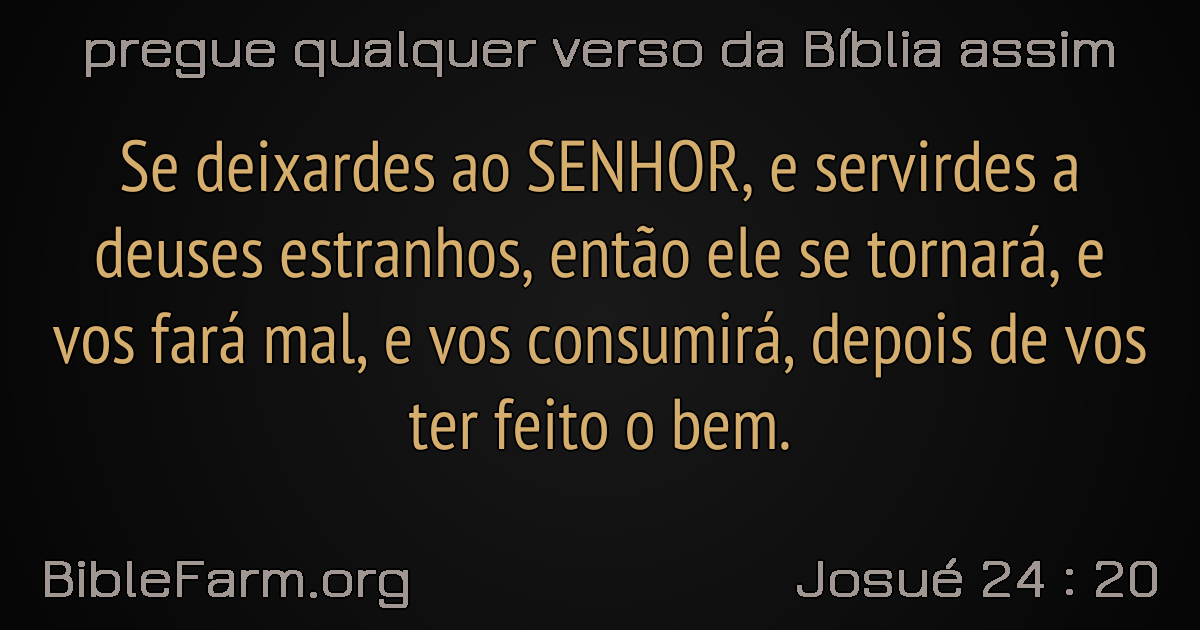 pregue qualquer verso da Bíblia assim
Se deixardes ao SENHOR, e servirdes a
deuses estranhos, então ele se tornará, e
vos fará mal, e vos consumirá, depois de vos
ter feito o bem.
BibleFarm.org
Josué 24 : 20